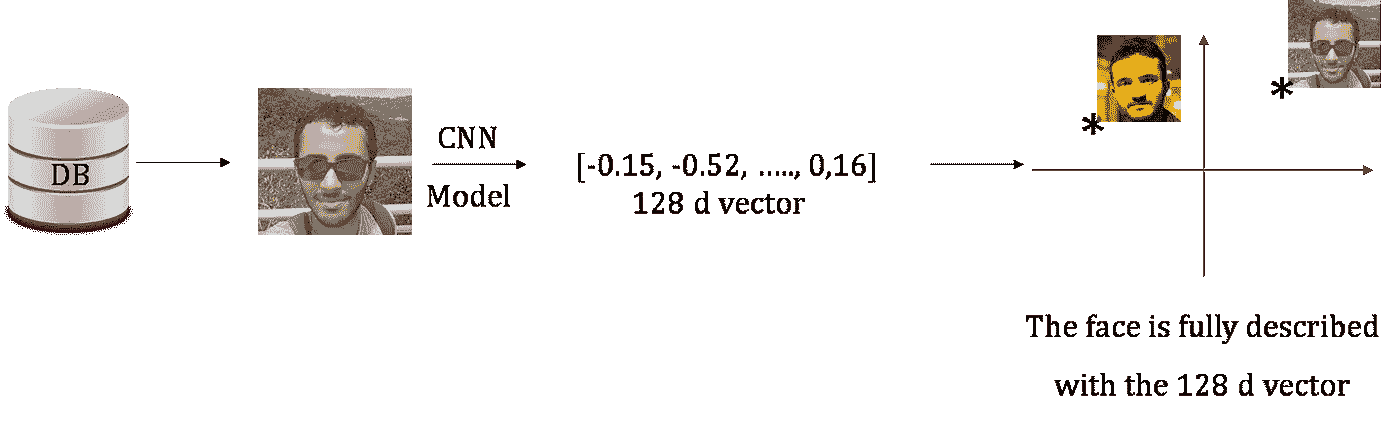 DB
CNN
Model
[-0.15, -0.52, ....., 0,16]
128 d vector
*
*
The face is fully described
with the 128 d vector